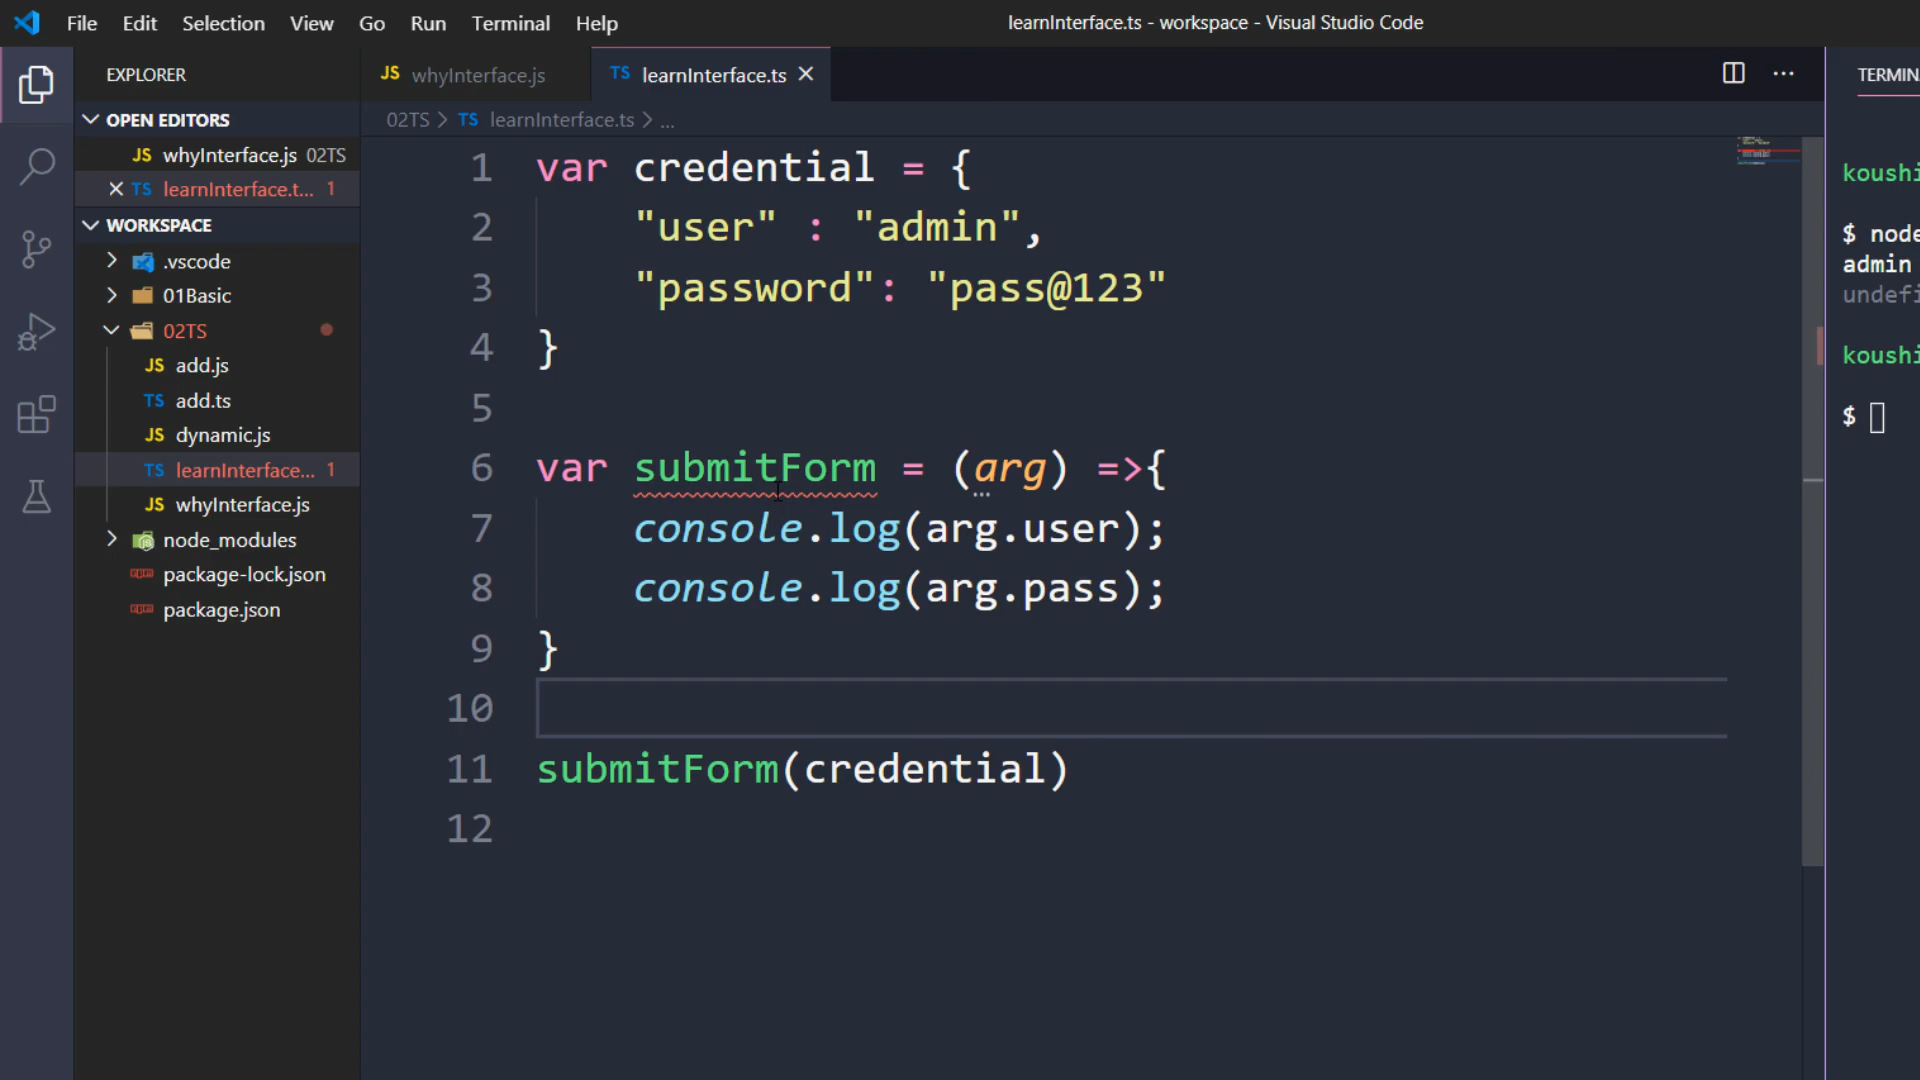 File Edit Selection View Go Run Terminal Help
learnInterface.ts - workspace - Visual Studio Code
EXPLORER
OPEN EDITORS
JS whyInterface.js 02TS
TS learnInterface.t... 1
WORKSPACE
.vscode
01Basic
02TS
JS add.js
TS add.ts
JS dynamic.js
TS learnInterface... 1
JS whyInterface.js
node_modules
package-lock.json
package.json
JS whyInterface.js
TS learnInterface.ts
02TS > TS learnInterface.ts > ...
1 var credential = {
2 "user" : "admin",
3 "password": "pass@123"
4 }
5
6 var submitForm = (arg) =>{
7 console.log(arg.user);
8 console.log(arg.pass);
9 }
10
11 submitForm(credential)
12
TERMIN
koushi
$ node
admin
undefi
koushi
$